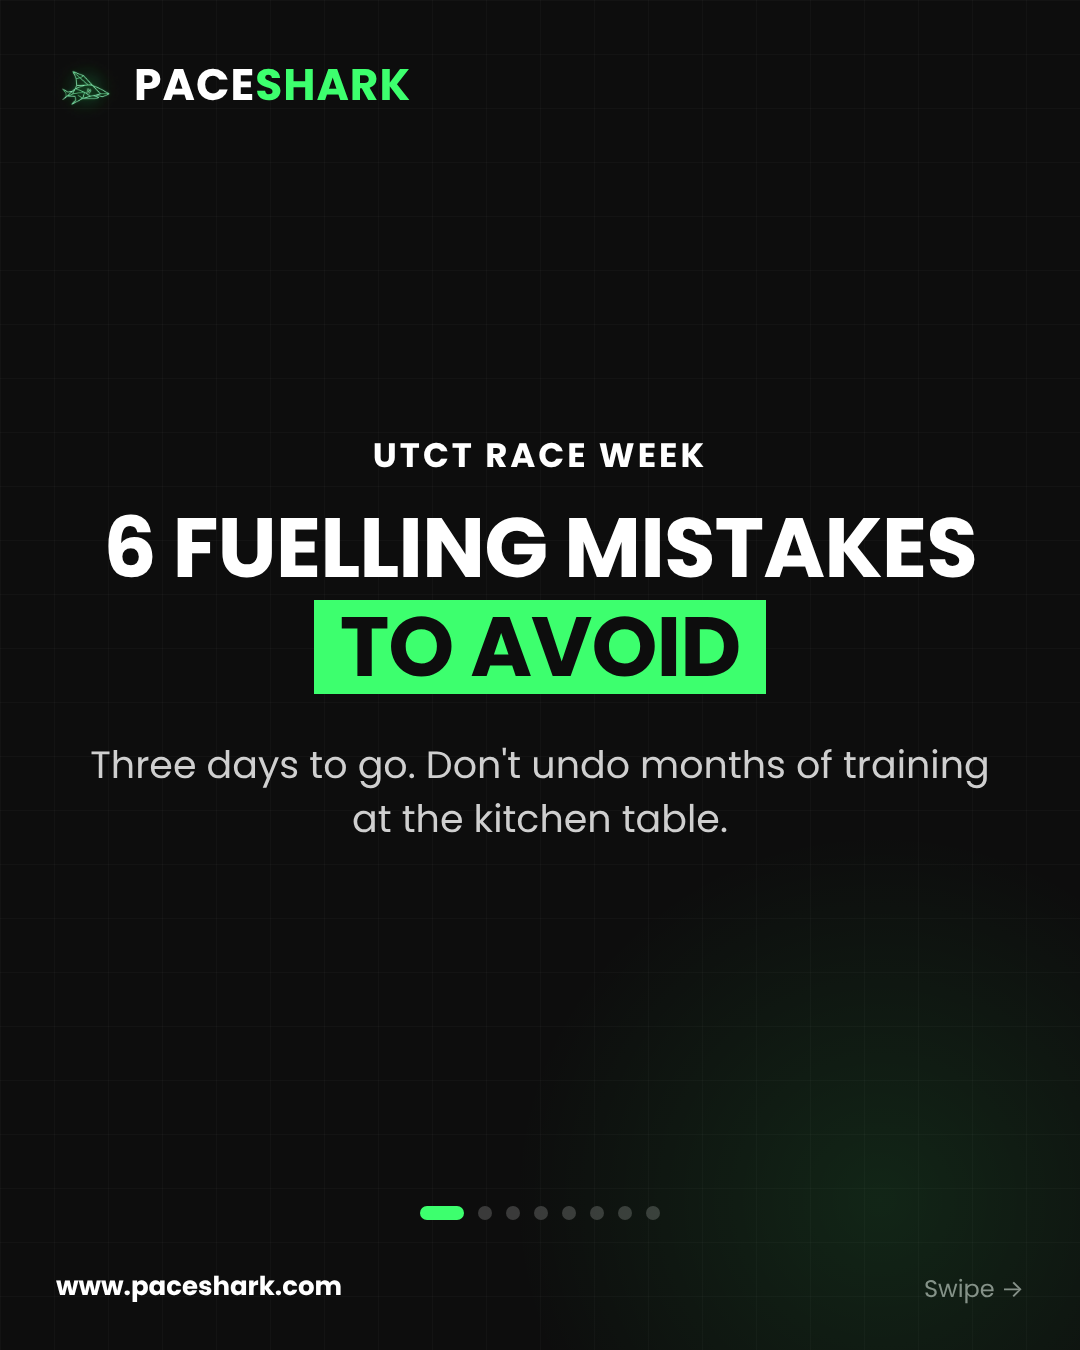 PACESHARK
UTCT RACE WEEK
6 FUELLING MISTAKES
TO AVOID
Three days to go. Don't undo months of training
at the kitchen table.
www.paceshark.com
Swipe →